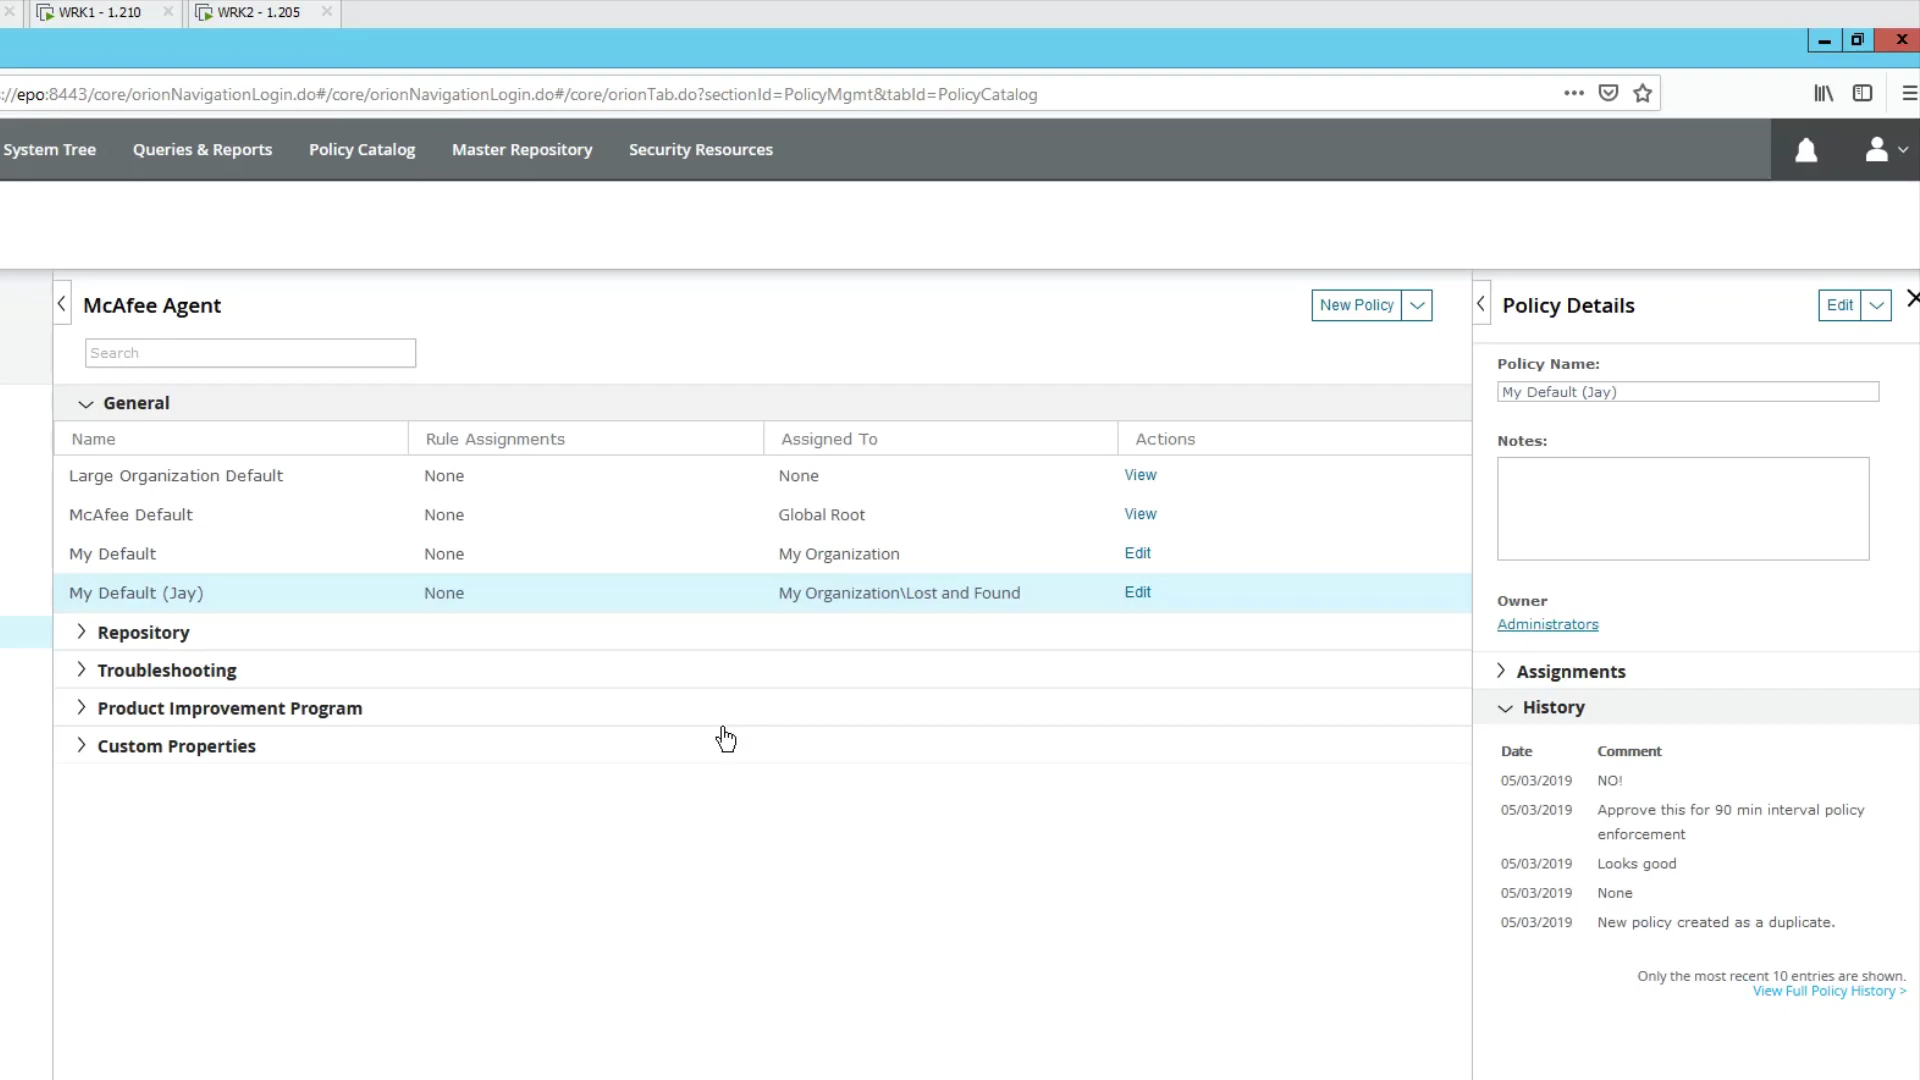 WRK1 - 1.210
WRK2 - 1.205
://epo:8443/core/orionNavigationLogin.do#/core/orionNavigationLogin.do#/core/orionTab.do?sectionId=PolicyMgmt&tabId=PolicyCatalog
System Tree
Queries & Reports
Policy Catalog
Master Repository
Security Resources
McAfee Agent
New Policy
Search
General
Name Rule Assignments Assigned To Actions
Large Organization Default None None View
McAfee Default None Global Root View
My Default None My Organization Edit
My Default (Jay) None My Organization\Lost and Found Edit
Repository
Troubleshooting
Product Improvement Program
Custom Properties
Policy Details
Edit
Policy Name:
My Default (Jay)
Notes:
Owner
Administrators
Assignments
History
Date Comment
05/03/2019 NO!
05/03/2019 Approve this for 90 min interval policy
enforcement
05/03/2019 Looks good
05/03/2019 None
05/03/2019 New policy created as a duplicate.
Only the most recent 10 entries are shown.
View Full Policy History >